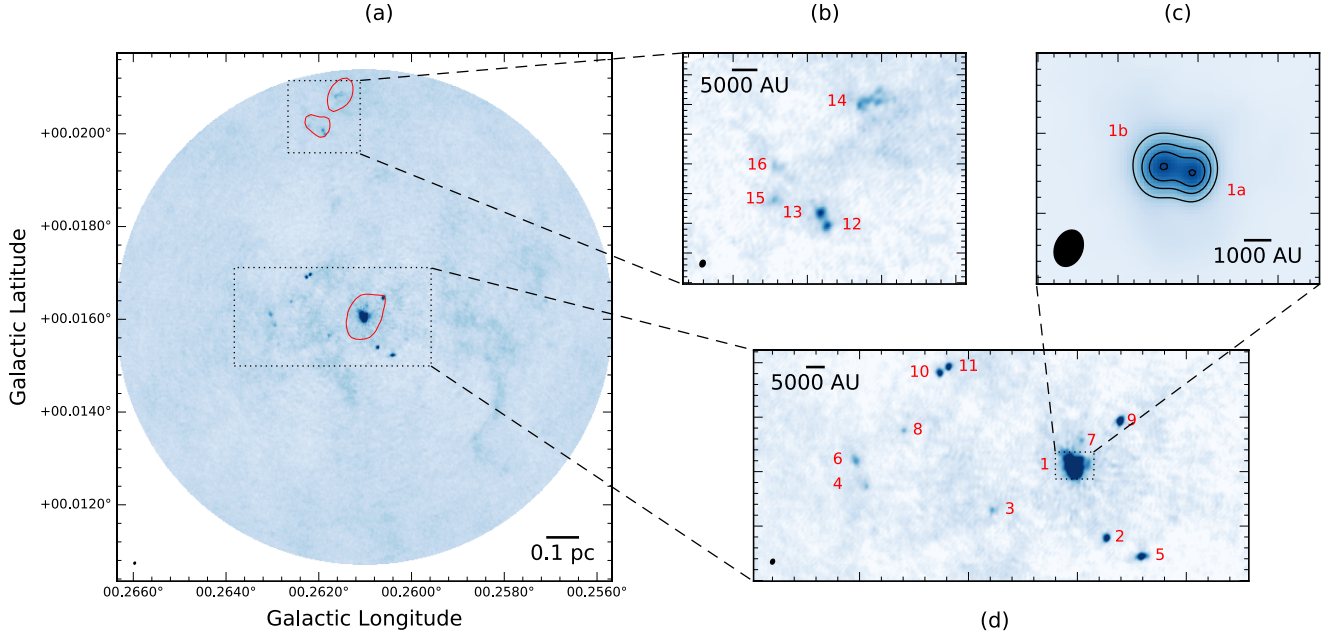 (a)
(b)
(c)
+00.0200°
+00.0180°
+00.0160°
+00.0140°
+00.0120°
Galactic Latitude
0.1 pc
00.2660° 00.2640° 00.2620° 00.2600° 00.2580° 00.2560°
Galactic Longitude
5000 AU
14
16
15
13
12
1b
1a
1000 AU
5000 AU
10
11
9
8
7
6
1
4
3
2
5
(d)